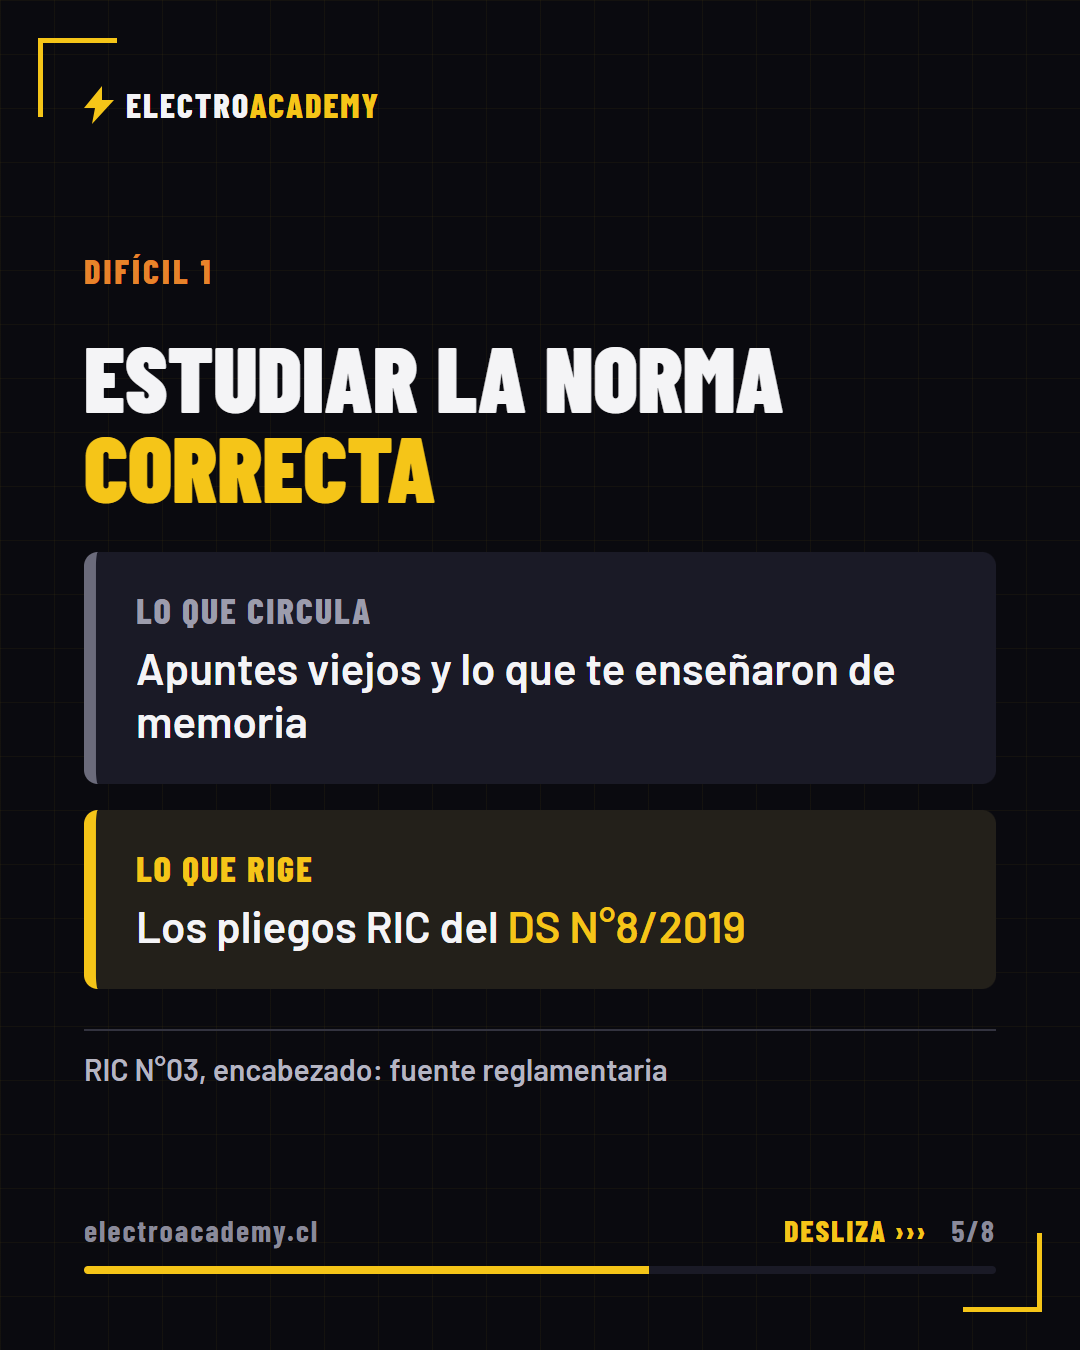 ELECTROACADEMY
DIFÍCIL 1
ESTUDIAR LA NORMA
CORRECTA
LO QUE CIRCULA
Apuntes viejos y lo que te enseñaron de
memoria
LO QUE RIGE
Los pliegos RIC del DS N°8/2019
RIC N°03, encabezado: fuente reglamentaria
electroacademy.cl
DESLIZA ››› 5/8